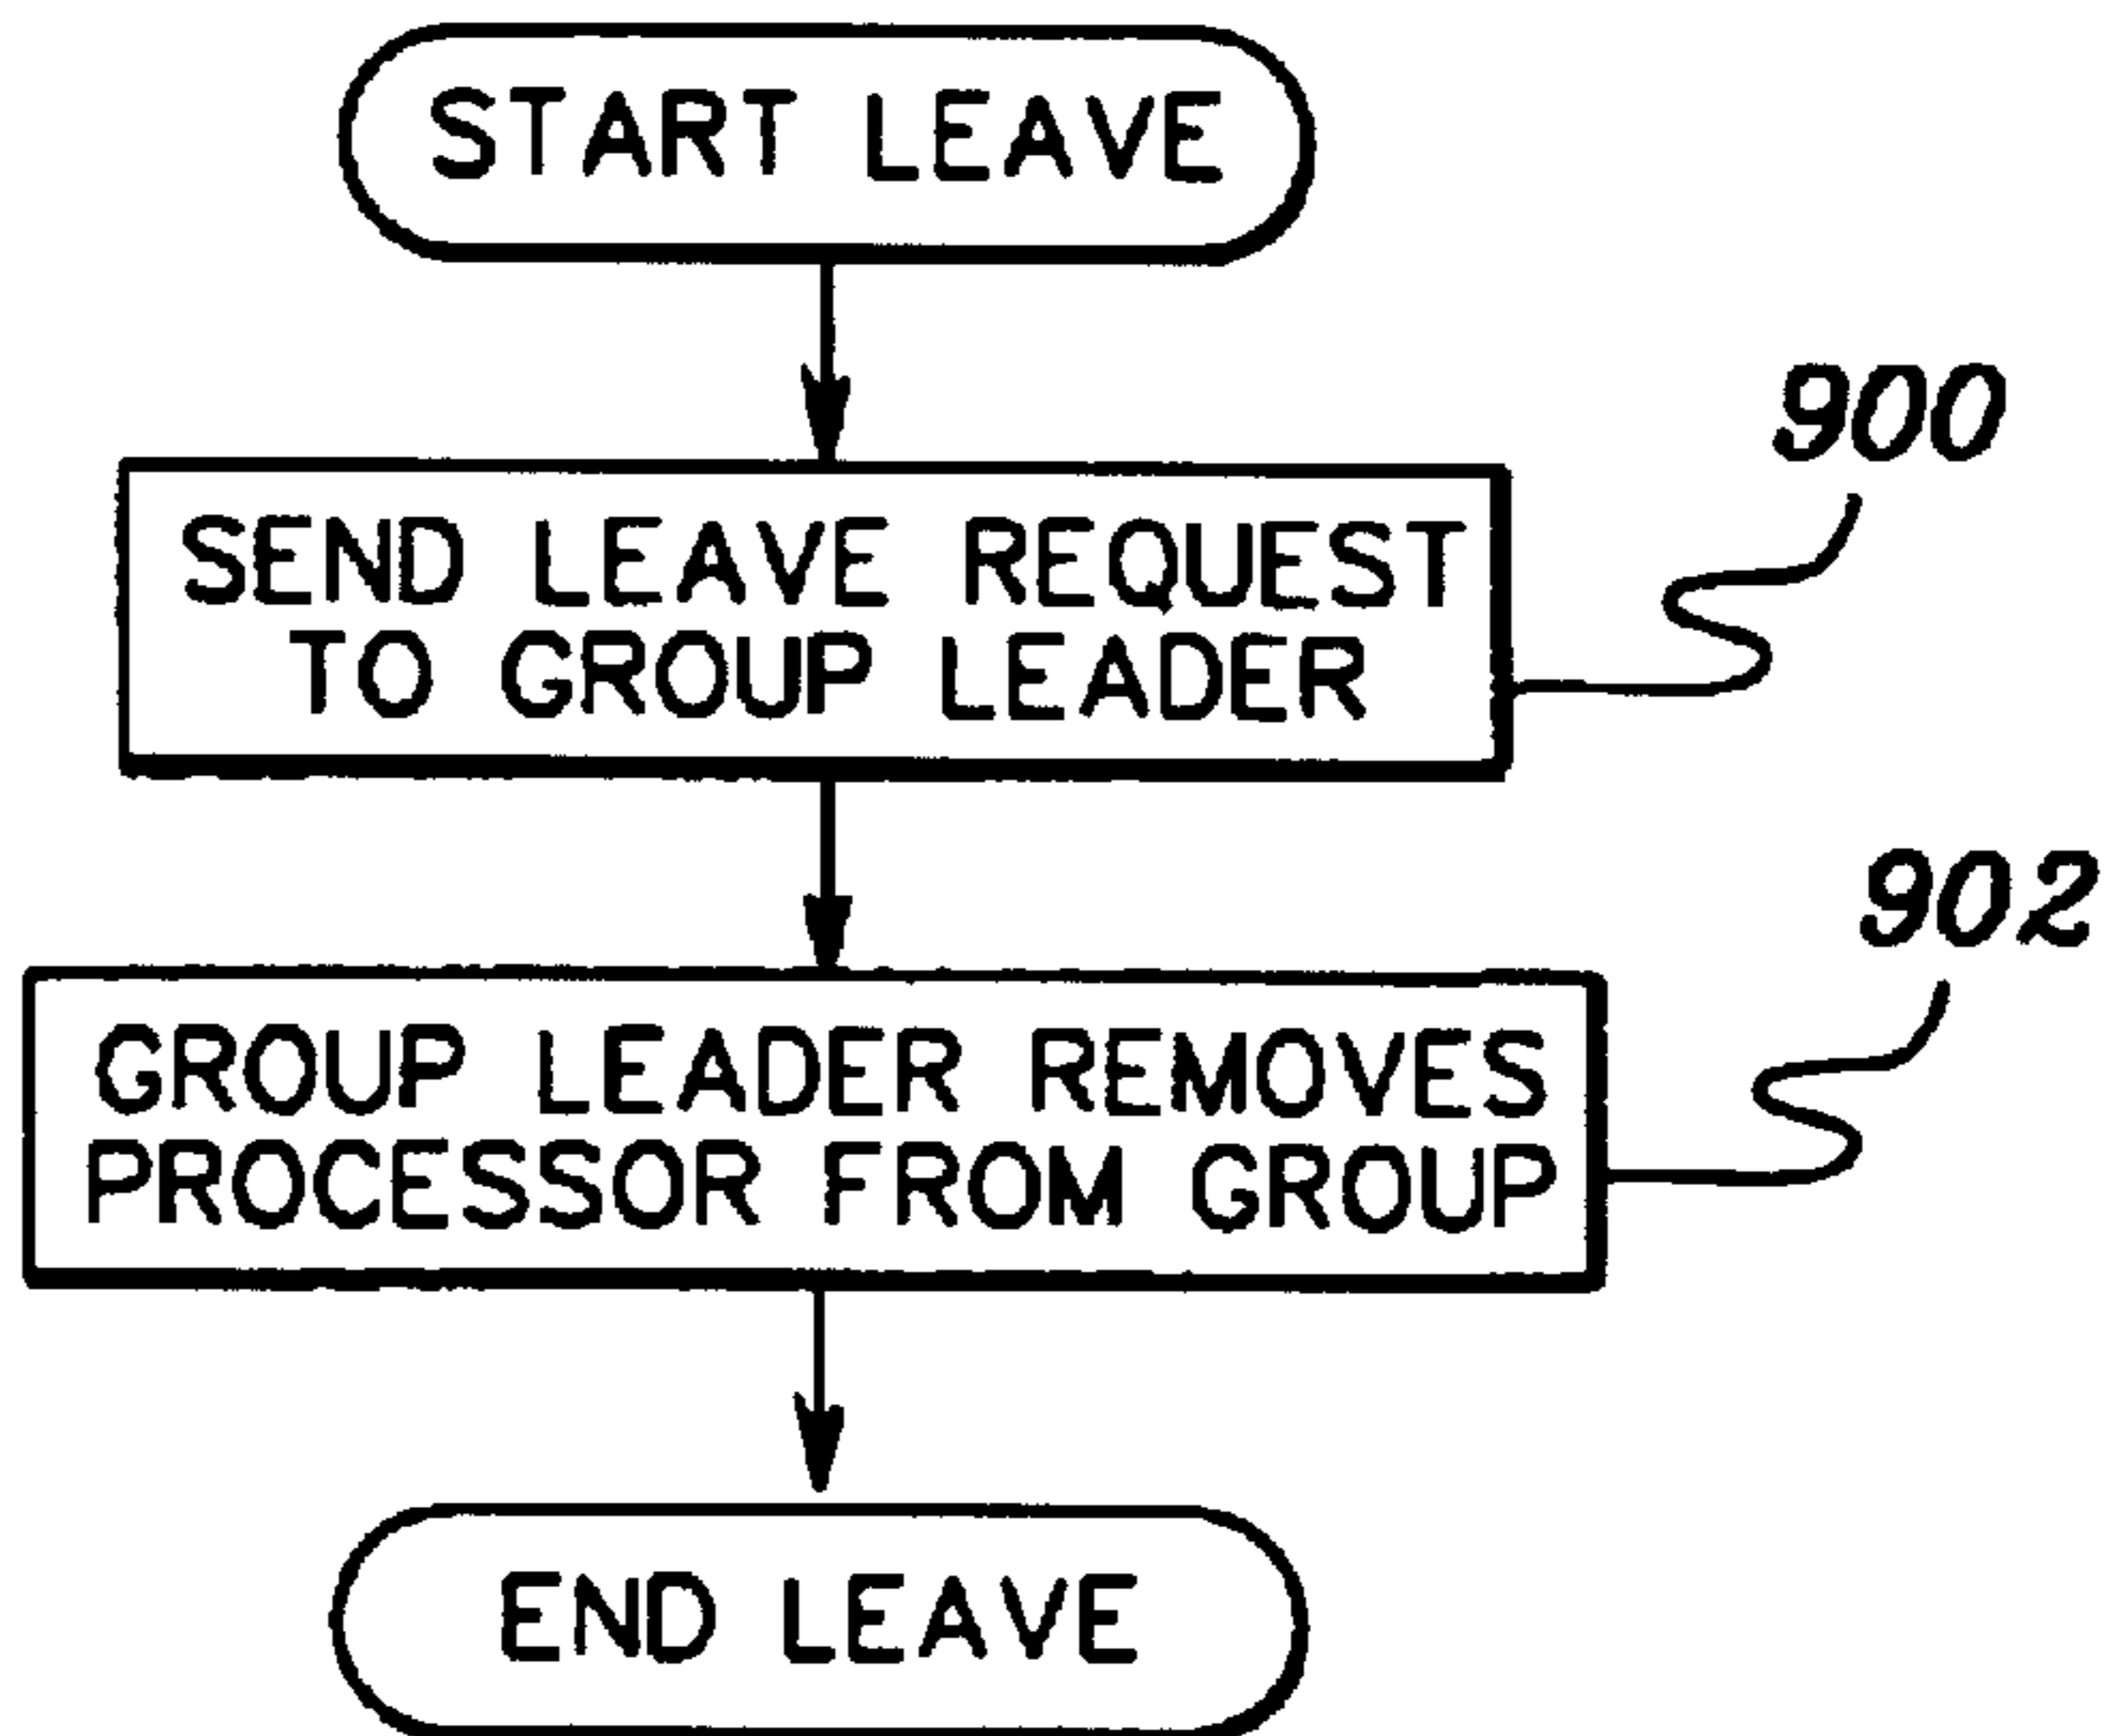 START LEAVE
900
SEND LEAVE REQUEST
TO GROUP LEADER
902
GROUP LEADER REMOVES
PROCESSOR FROM GROUP
END LEAVE